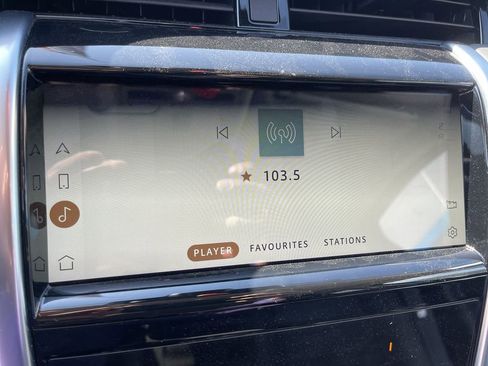 103.5
PLAYER FAVOURITES STATIONS